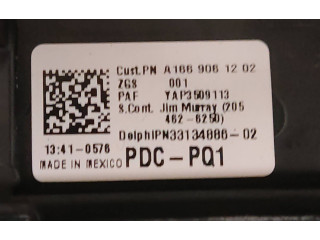 Cust.PN A166 906 12 02
ZGS 001
PAF YAP3509113
S.Cont. Jim Murray (205
462-6250)
DelphiPN33134886-02
13:41-0576
MADE IN MEXICO
PDC-PQ1